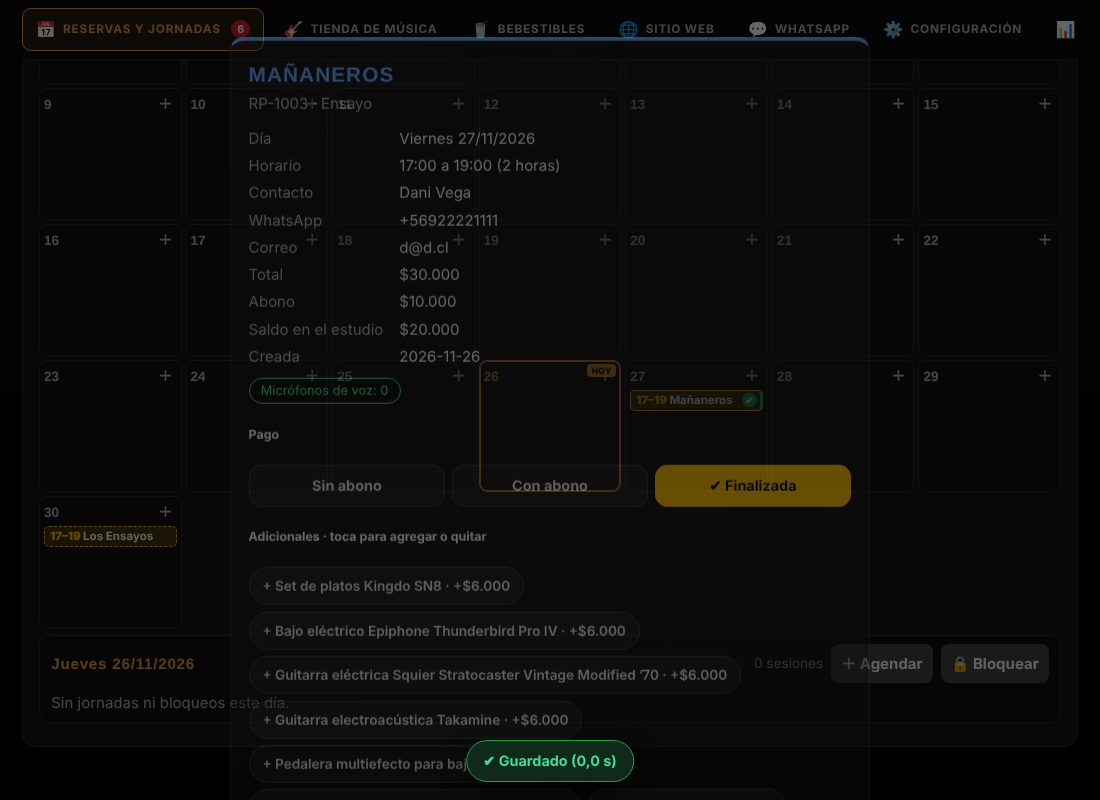 📅 RESERVAS Y JORNADAS 6 🎸 TIENDA DE MÚSICA 🥤 BEBESTIBLES 🌐 SITIO WEB 💬 WHATSAPP ⚙️ CONFIGURACIÓN 📊
MAÑANEROS
RP-1003 · Ensayo
9 + 10 + 11 + 12 + 13 + 14 + 15 +
Día Viernes 27/11/2026
Horario 17:00 a 19:00 (2 horas)
Contacto Dani Vega
WhatsApp +56922221111
16 + 17 + 18 + 19 + 20 + 21 + 22 +
Correo d@d.cl
Total $30.000
Abono $10.000
Saldo en el estudio $20.000
Creada 2026-11-26
23 + 24 + 25 + 26 HOY 27 + 28 + 29 +
Micrófonos de voz: 0
17–19 Mañaneros ✔
Pago
Sin abono Con abono ✔ Finalizada
30 +
17–19 Los Ensayos
Adicionales · toca para agregar o quitar
+ Set de platos Kingdo SN8 · +$6.000
+ Bajo eléctrico Epiphone Thunderbird Pro IV · +$6.000
Jueves 26/11/2026 0 sesiones + Agendar 🔒 Bloquear
+ Guitarra eléctrica Squier Stratocaster Vintage Modified '70 · +$6.000
Sin jornadas ni bloqueos este día.
+ Guitarra electroacústica Takamine · +$6.000
+ Pedalera multiefecto para
✔ Guardado (0,0 s)